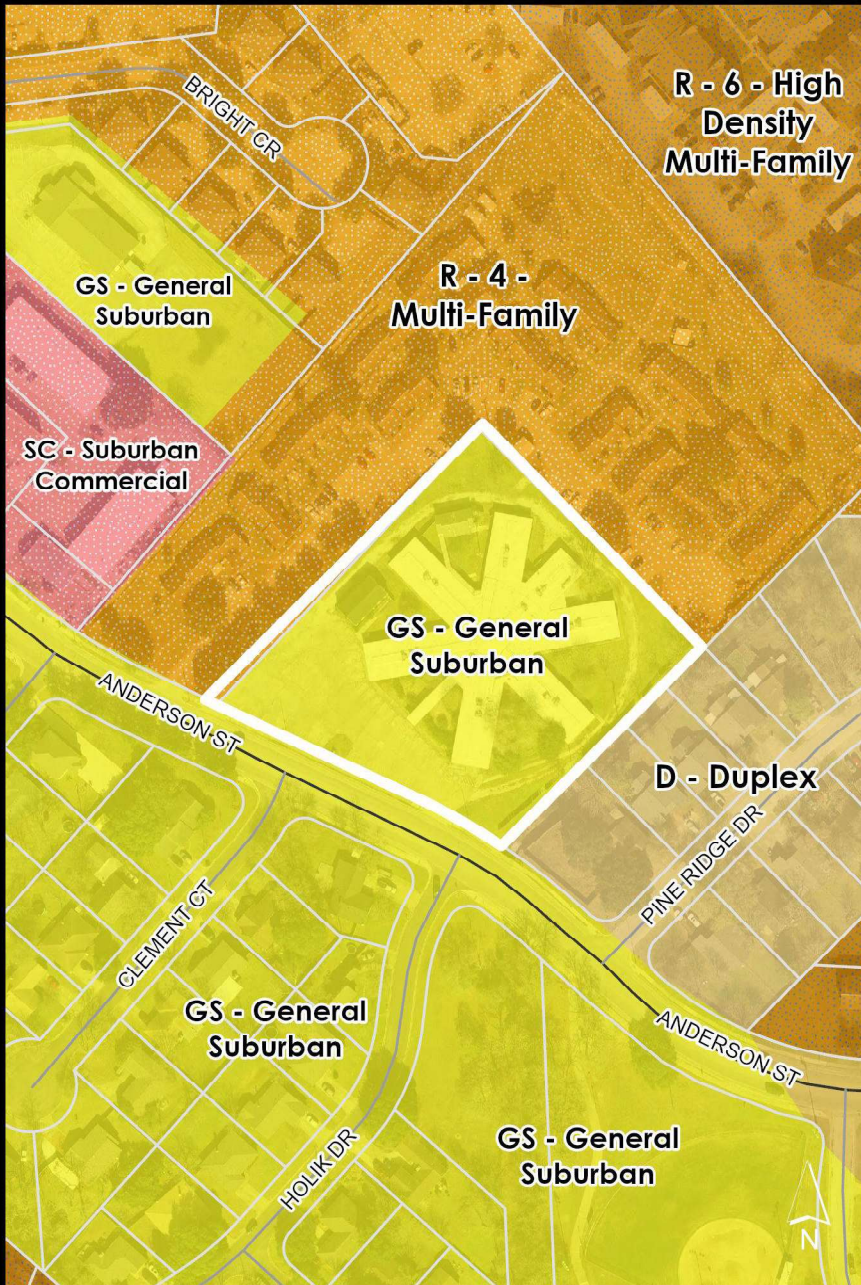 R - 6 - High
Density
Multi-Family
BRIGHT CR
R - 4 -
Multi-Family
GS - General
Suburban
SC - Suburban
Commercial
GS - General
Suburban
ANDERSON ST
D - Duplex
PINE RIDGE DR
CLEMENT CT
GS - General
Suburban
ANDERSON ST
HOLIK DR
GS - General
Suburban
N